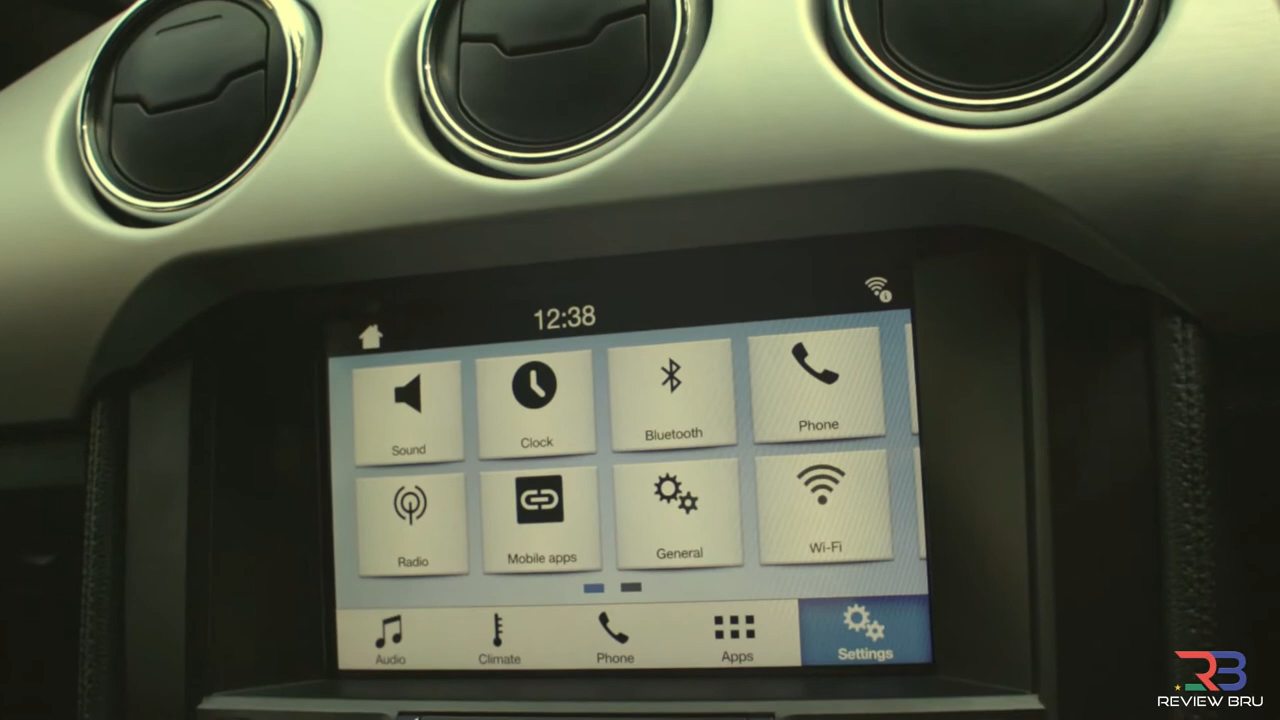 12:38
Sound
Clock
Bluetooth
Phone
Radio
Mobile apps
General
Wi-Fi
Audio
Climate
Phone
Apps
Settings
RB
REVIEW BRU